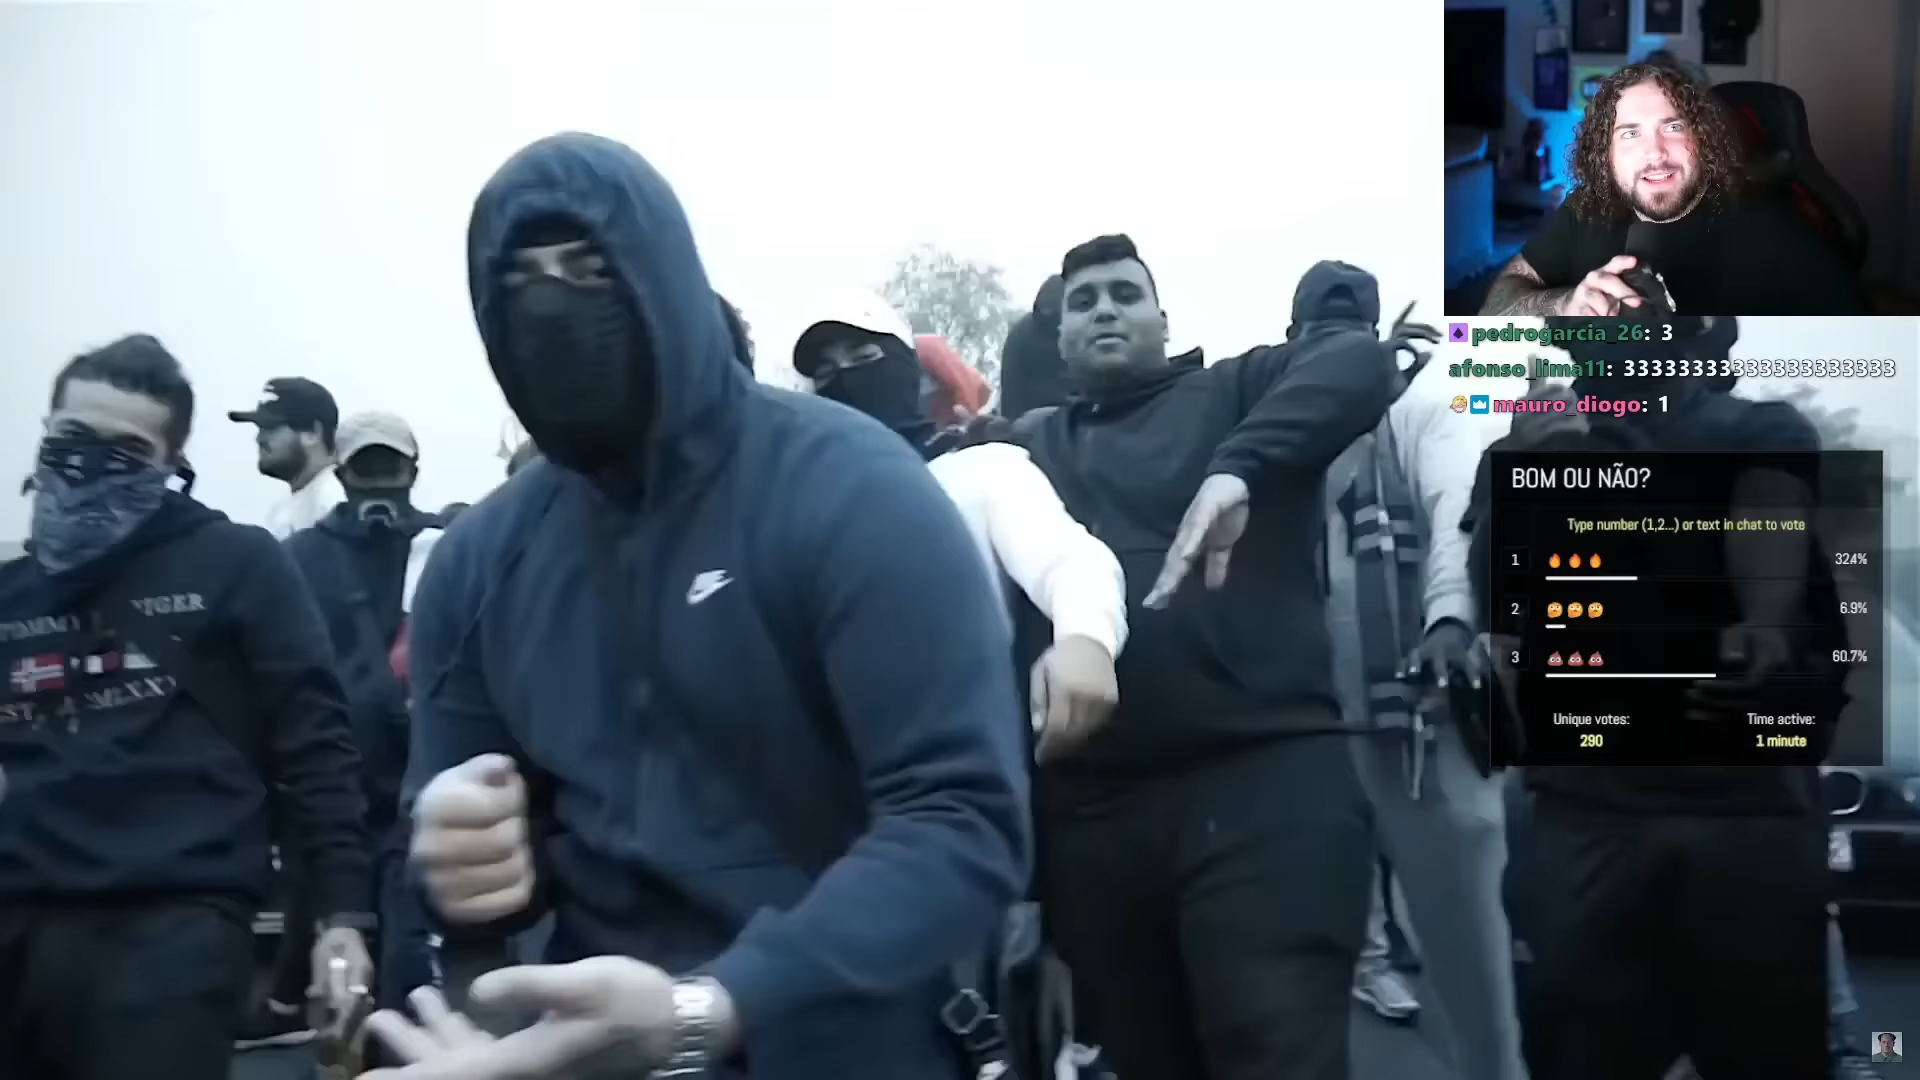 pedrogarcia_26: 3
afonso_lima11: 33333333333333333333333
mauro_diogo: 1
BOM OU NÃO?
Type number (1,2...) or text in chat to vote
1 32.4%
2 6.9%
3 60.7%
Unique votes: Time active:
290 1 minute